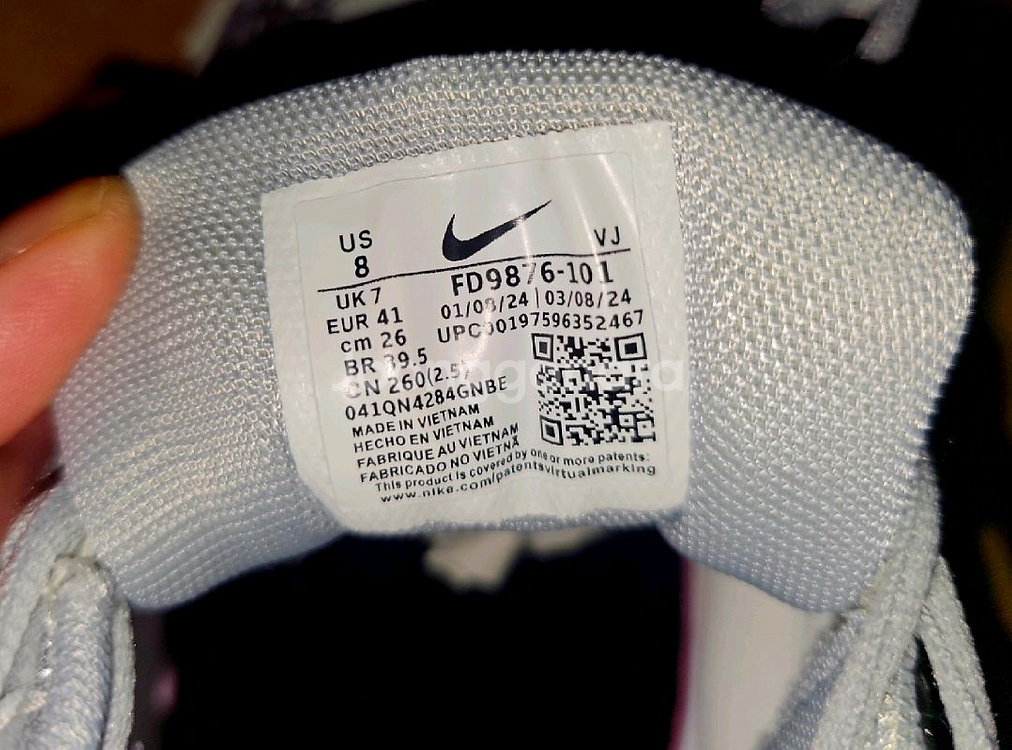 US
8
VJ
UK 7
FD9876-101
EUR 41
01/08/24 | 03/08/24
cm 26
UPC00197596352467
BR 39.5
CN 260(2.5)
041QN4284GNBE
MADE IN VIETNAM
HECHO EN VIETNAM
FABRIQUE AU VIETNAM
FABRICADO NO VIETNÃ
This product is covered by one or more patents:
www.nike.com/patentsvirtualmarking